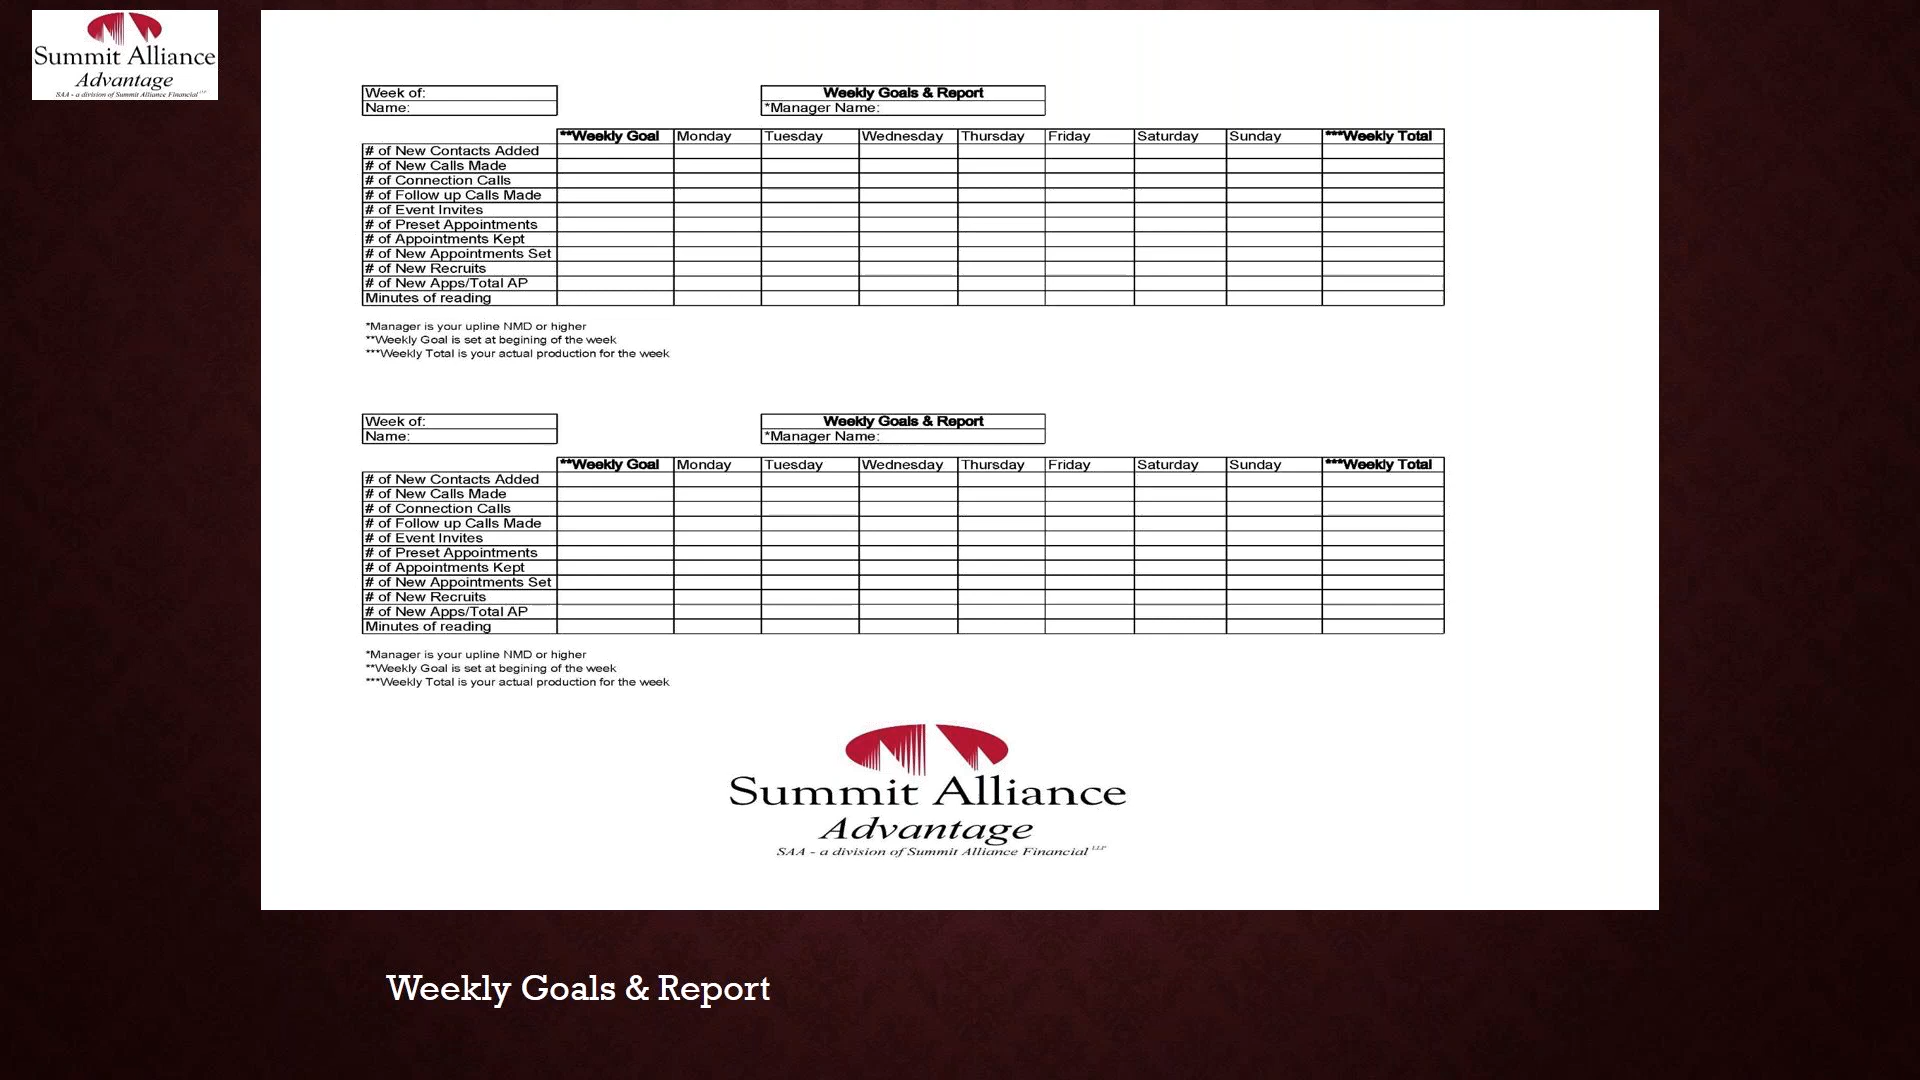 Summit Alliance
Advantage
SAA - a division of Summit Alliance Financial LLP
Week of:
Name:
Weekly Goals & Report
*Manager Name:
**Weekly Goal Monday Tuesday Wednesday Thursday Friday Saturday Sunday ***Weekly Total
# of New Contacts Added
# of New Calls Made
# of Connection Calls
# of Follow up Calls Made
# of Event Invites
# of Preset Appointments
# of Appointments Kept
# of New Appointments Set
# of New Recruits
# of New Apps/Total AP
Minutes of reading
*Manager is your upline NMD or higher
**Weekly Goal is set at begining of the week
***Weekly Total is your actual production for the week
Week of:
Name:
Weekly Goals & Report
*Manager Name:
**Weekly Goal Monday Tuesday Wednesday Thursday Friday Saturday Sunday ***Weekly Total
# of New Contacts Added
# of New Calls Made
# of Connection Calls
# of Follow up Calls Made
# of Event Invites
# of Preset Appointments
# of Appointments Kept
# of New Appointments Set
# of New Recruits
# of New Apps/Total AP
Minutes of reading
*Manager is your upline NMD or higher
**Weekly Goal is set at begining of the week
***Weekly Total is your actual production for the week
Summit Alliance
Advantage
SAA - a division of Summit Alliance Financial LLP
Weekly Goals & Report